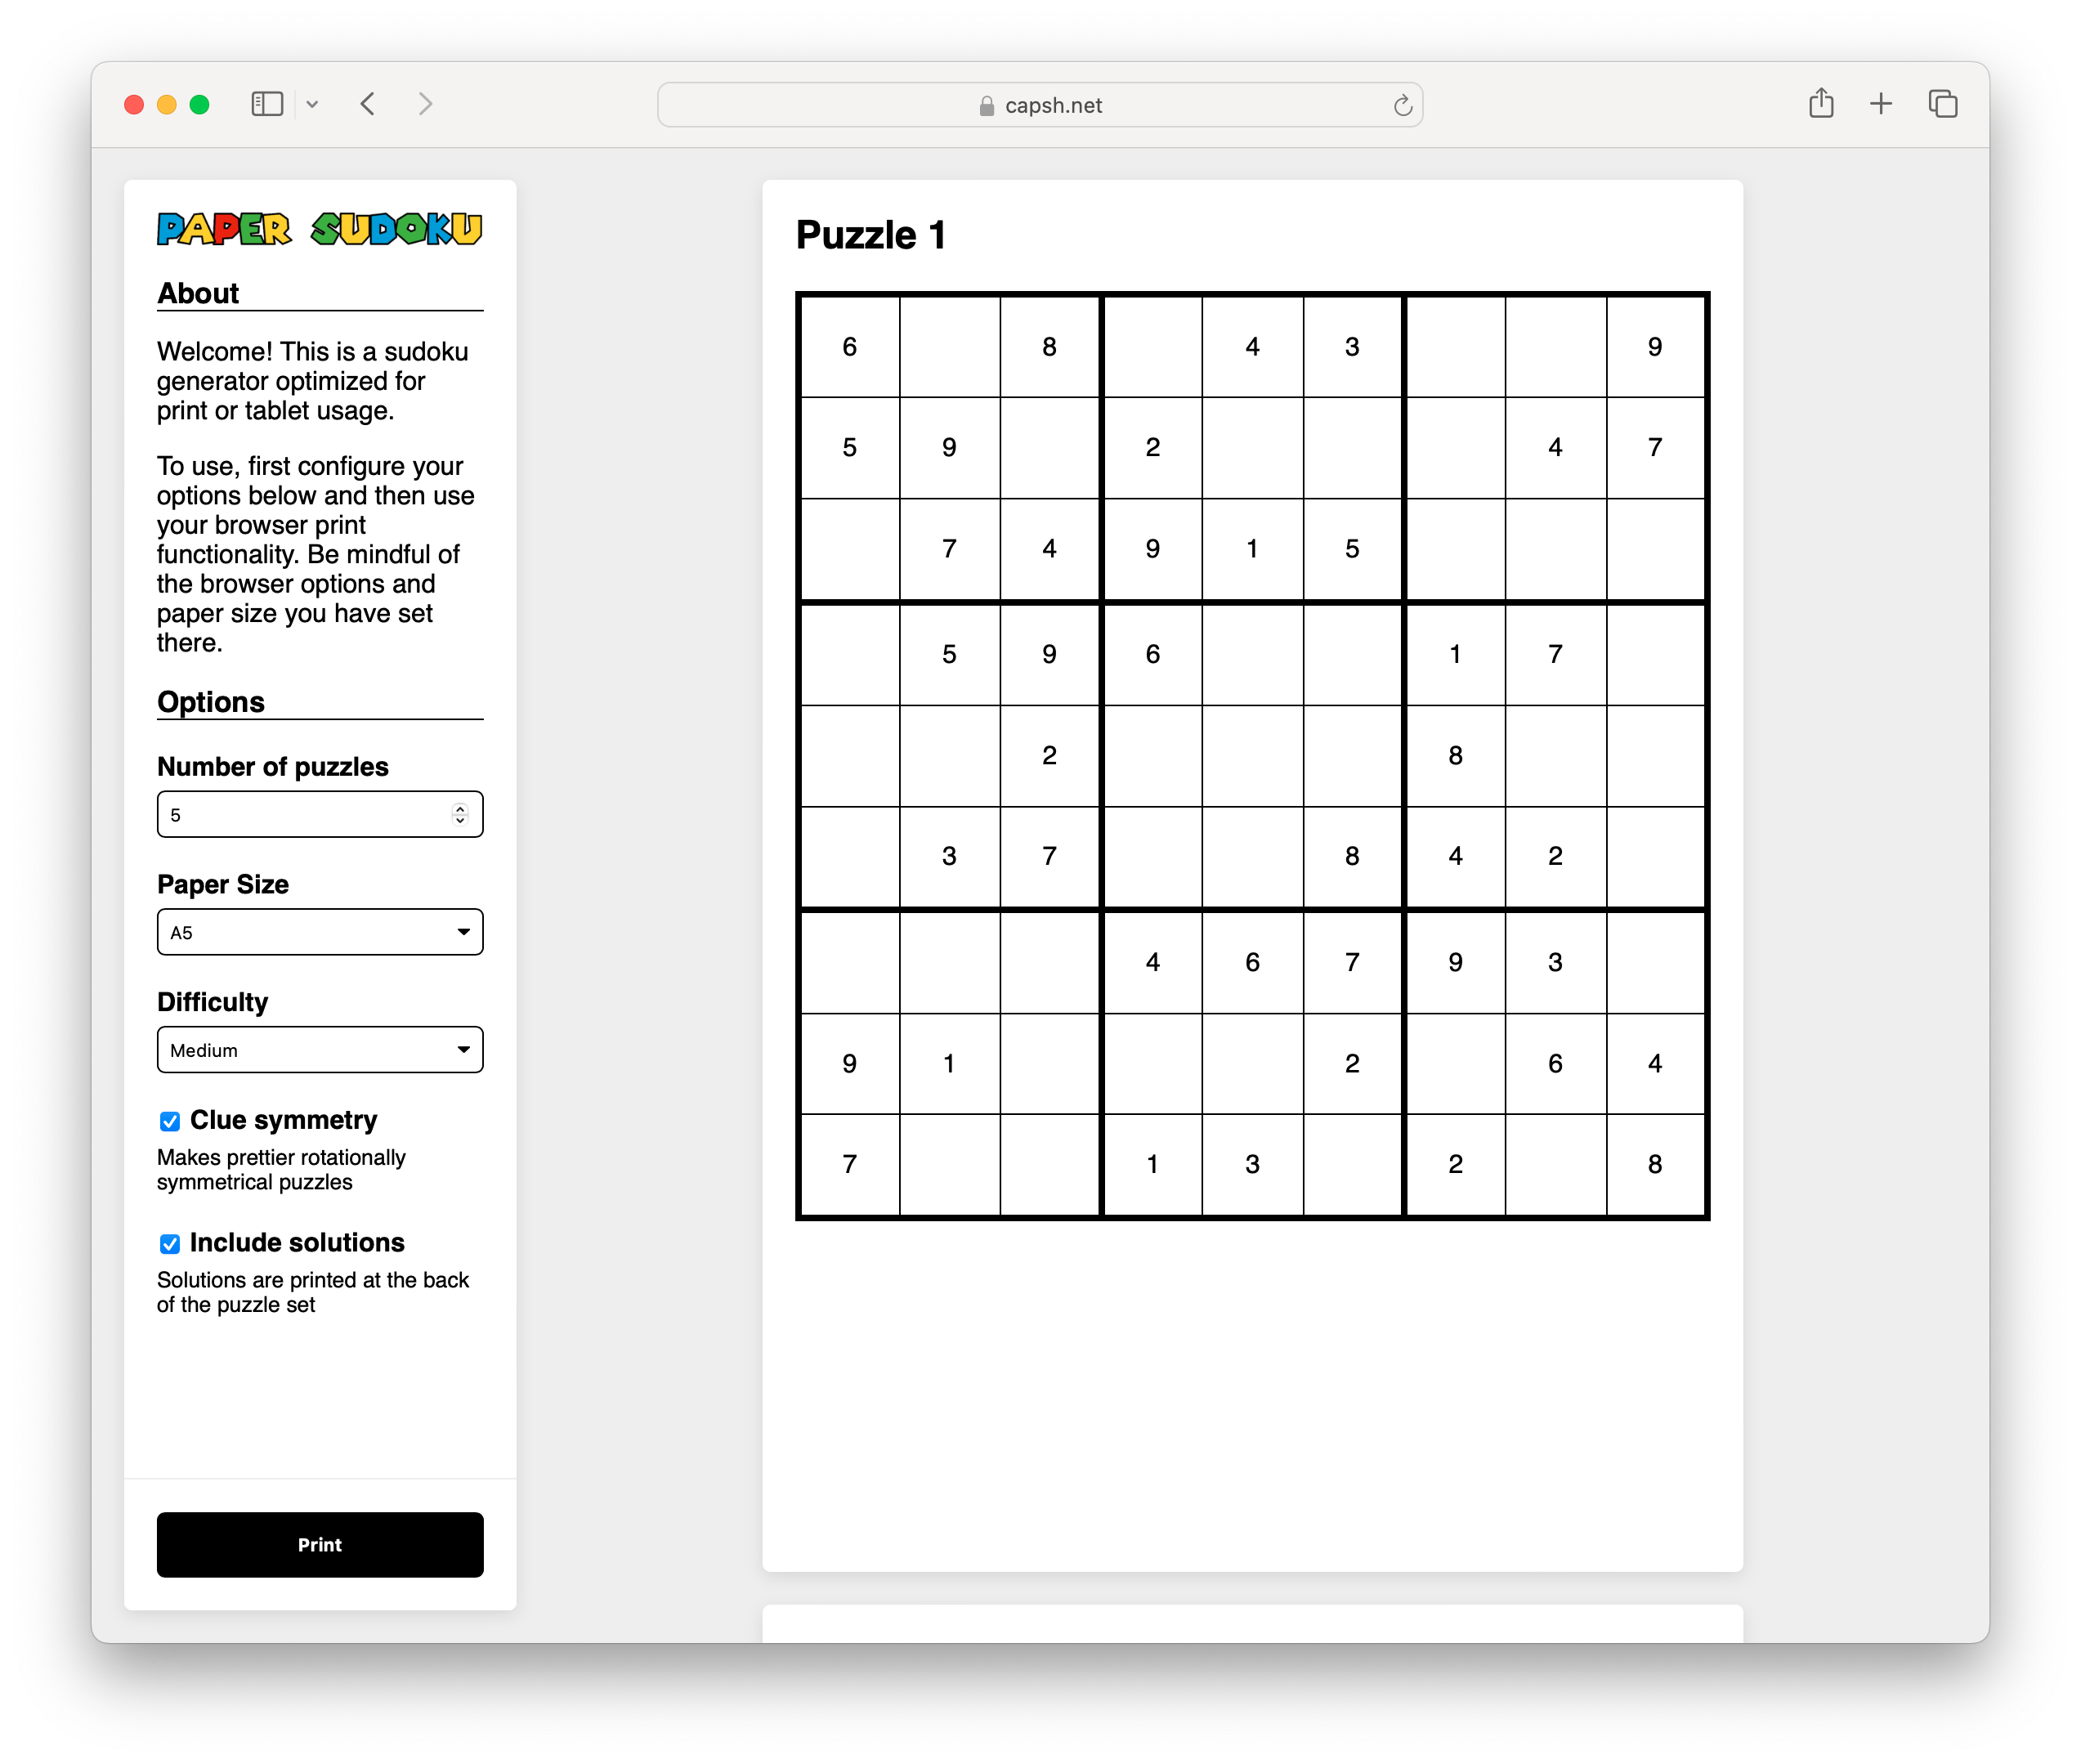 capsh.net
PAPER SUDOKU
About
Welcome! This is a sudoku
generator optimized for
print or tablet usage.
To use, first configure your
options below and then use
your browser print
functionality. Be mindful of
the browser options and
paper size you have set
there.
Options
Number of puzzles
5
Paper Size
A5
Difficulty
Medium
Clue symmetry
Makes prettier rotationally
symmetrical puzzles
Include solutions
Solutions are printed at the back
of the puzzle set
Print
Puzzle 1
6 8 4 3 9
5 9 2 4 7
7 4 9 1 5
5 9 6 1 7
2 8
3 7 8 4 2
4 6 7 9 3
9 1 2 6 4
7 1 3 2 8